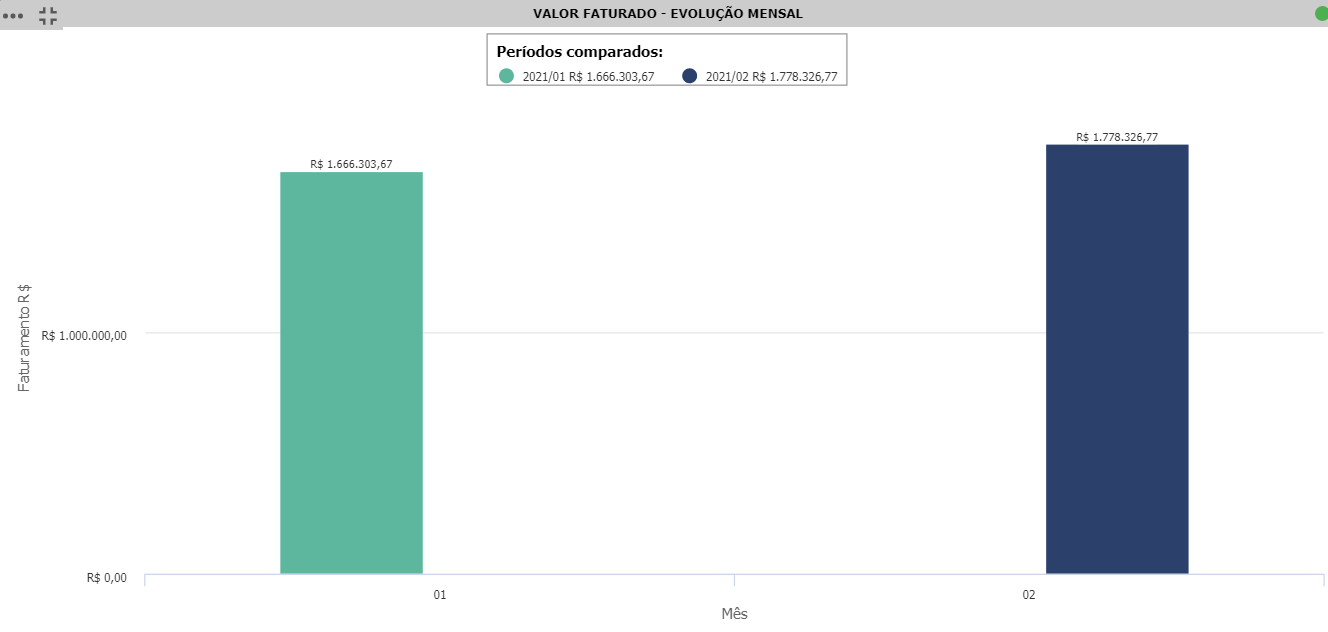 VALOR FATURADO - EVOLUÇÃO MENSAL
Períodos comparados:
2021/01 R$ 1.666.303,67 2021/02 R$ 1.778.326,77
R$ 1.778.326,77
R$ 1.666.303,67
Faturamento R$
R$ 1.000.000,00
R$ 0,00
01 02
Mês